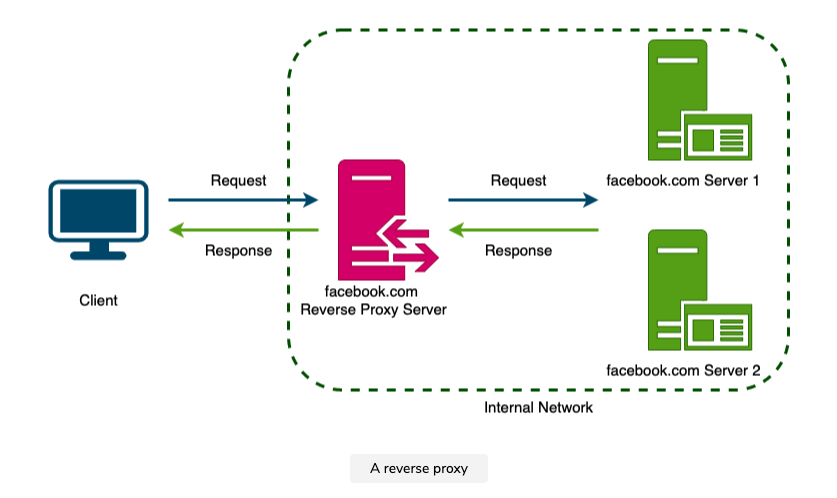 Request
Request
facebook.com Server 1
Response
Response
Client
facebook.com
Reverse Proxy Server
facebook.com Server 2
Internal Network
A reverse proxy